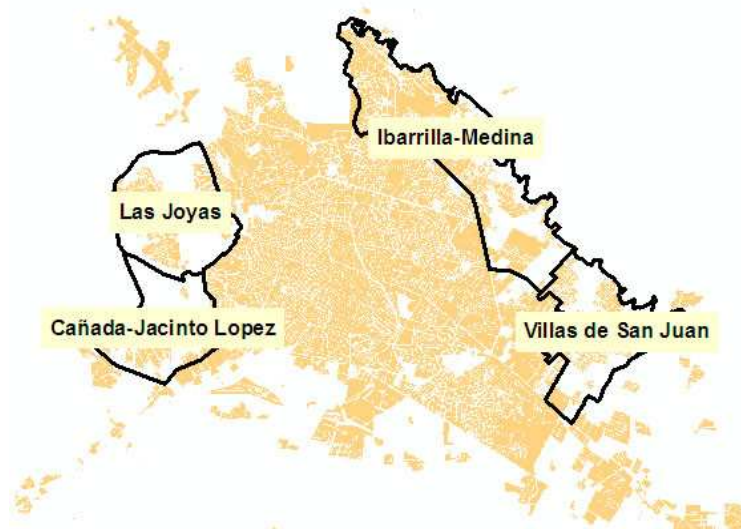 Ibarrilla-Medina
Las Joyas
Cañada-Jacinto Lopez
Villas de San Juan